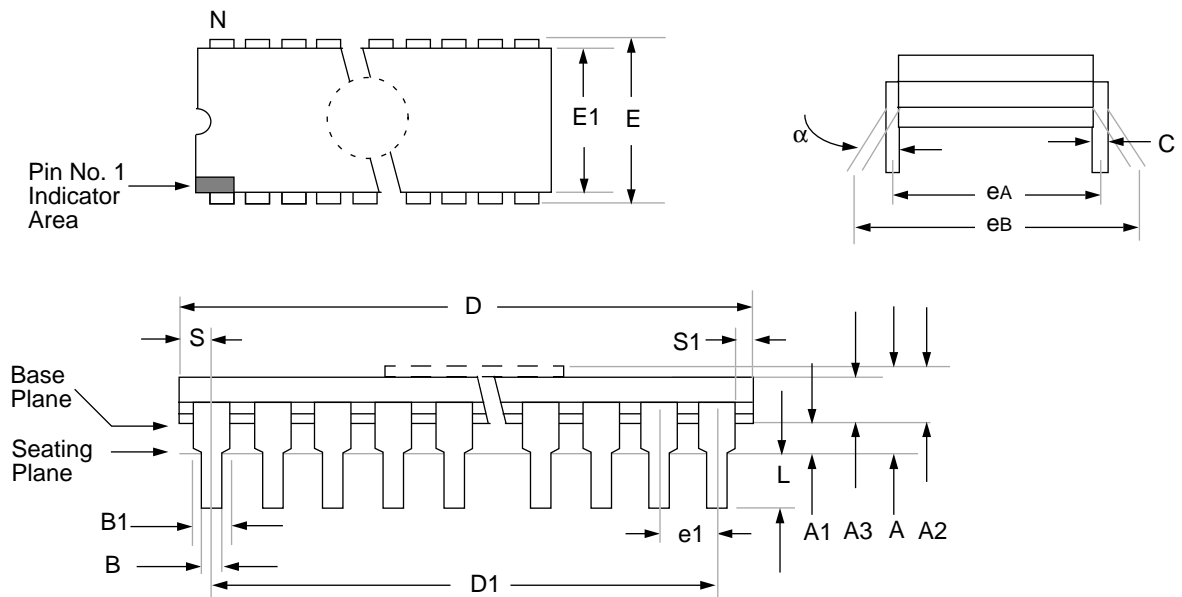 N
E1
E
Pin No. 1
Indicator
Area
α
C
eA
eB
D
S
S1
Base
Plane
Seating
Plane
L
B1
e1
A1
A3
A
A2
B
D1